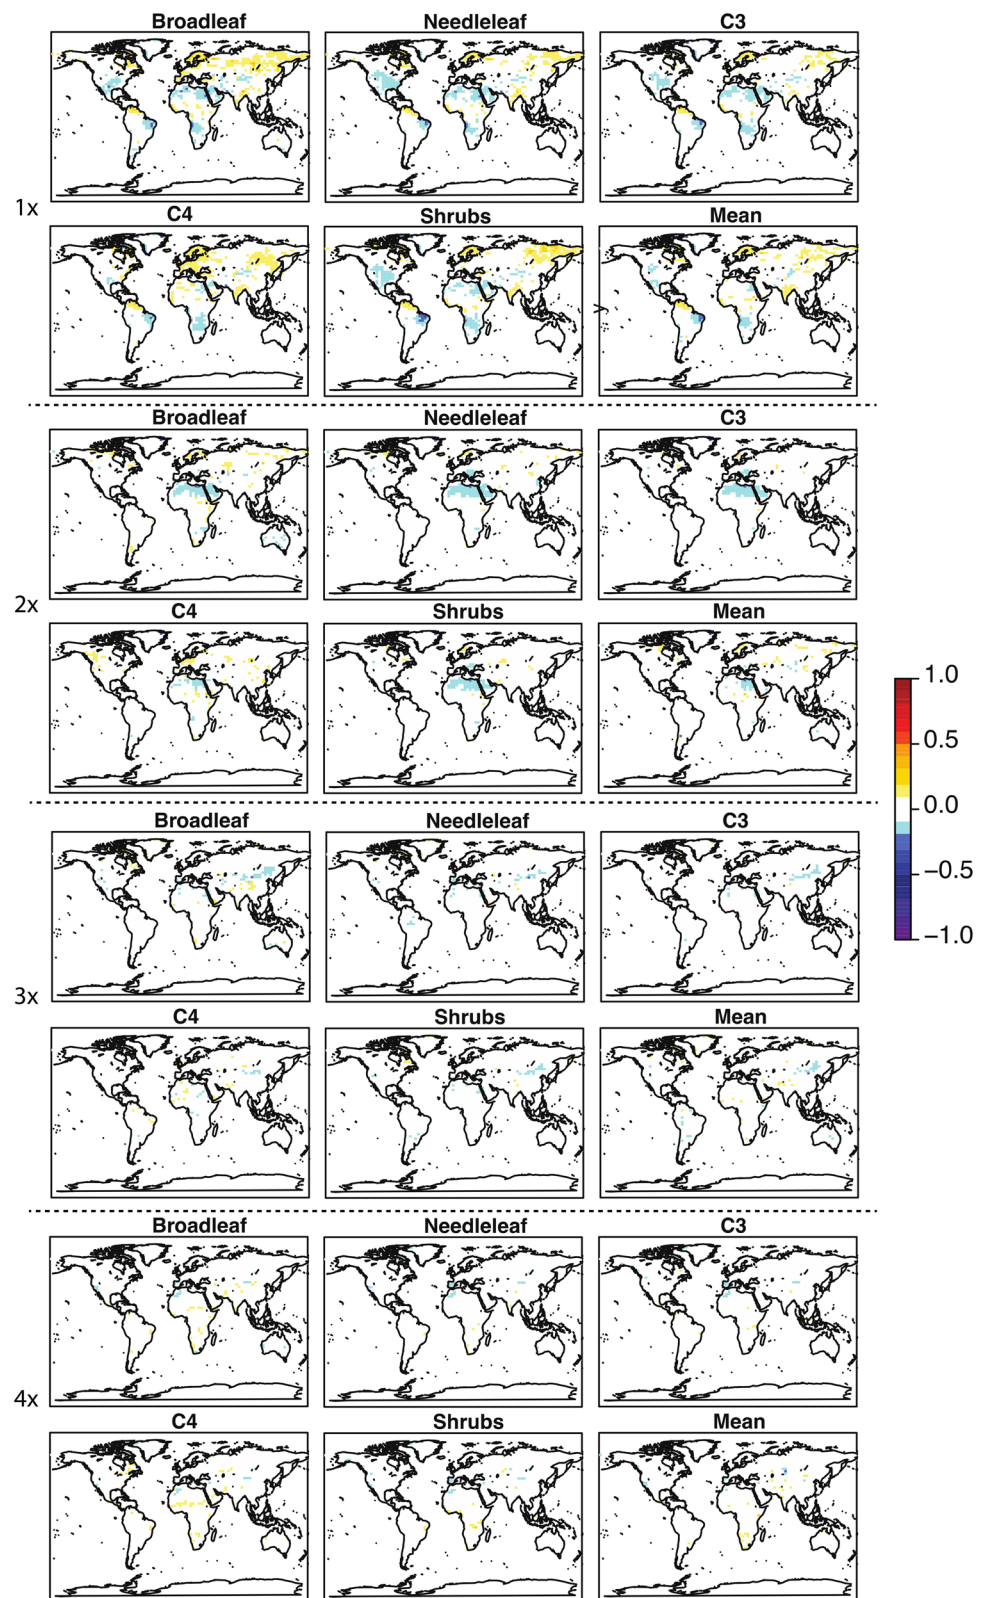 Broadleaf Needleleaf C3
1x
C4 Shrubs Mean
>
Broadleaf Needleleaf C3
2x
C4 Shrubs Mean
1.0
0.5
0.0
−0.5
−1.0
Broadleaf Needleleaf C3
3x
C4 Shrubs Mean
Broadleaf Needleleaf C3
4x
C4 Shrubs Mean